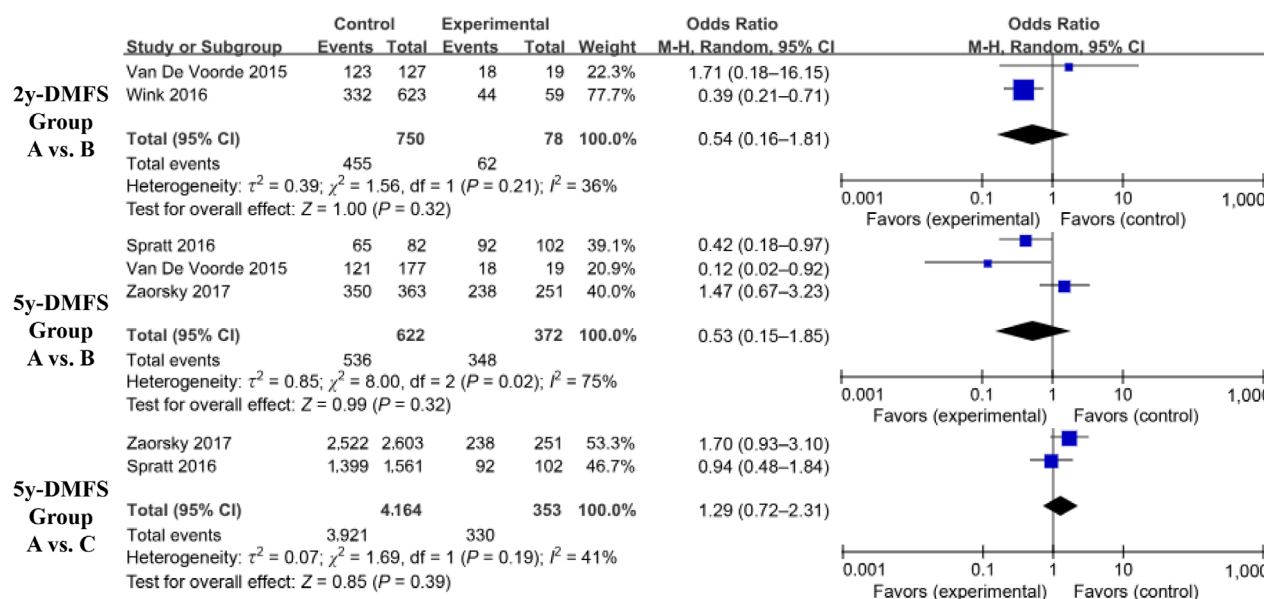 Control Experimental Odds Ratio Odds Ratio
Study or Subgroup Events Total Events Total Weight M-H, Random, 95% CI M-H, Random, 95% CI
2y-DMFS
Group
A vs. B
Van De Voorde 2015 123 127 18 19 22.3% 1.71 (0.18–16.15)
Wink 2016 332 623 44 59 77.7% 0.39 (0.21–0.71)
Total (95% CI) 750 78 100.0% 0.54 (0.16–1.81)
Total events 455 62
Heterogeneity: τ² = 0.39; χ² = 1.56, df = 1 (P = 0.21); I² = 36%
Test for overall effect: Z = 1.00 (P = 0.32)
0.001 0.1 1 10 1,000
Favors (experimental) Favors (control)
5y-DMFS
Group
A vs. B
Spratt 2016 65 82 92 102 39.1% 0.42 (0.18–0.97)
Van De Voorde 2015 121 177 18 19 20.9% 0.12 (0.02–0.92)
Zaorsky 2017 350 363 238 251 40.0% 1.47 (0.67–3.23)
Total (95% CI) 622 372 100.0% 0.53 (0.15–1.85)
Total events 536 348
Heterogeneity: τ² = 0.85; χ² = 8.00, df = 2 (P = 0.02); I² = 75%
Test for overall effect: Z = 0.99 (P = 0.32)
0.001 0.1 1 10 1,000
Favors (experimental) Favors (control)
5y-DMFS
Group
A vs. C
Zaorsky 2017 2,522 2,603 238 251 53.3% 1.70 (0.93–3.10)
Spratt 2016 1,399 1,561 92 102 46.7% 0.94 (0.48–1.84)
Total (95% CI) 4.164 353 100.0% 1.29 (0.72–2.31)
Total events 3,921 330
Heterogeneity: τ² = 0.07; χ² = 1.69, df = 1 (P = 0.19); I² = 41%
Test for overall effect: Z = 0.85 (P = 0.39)
0.001 0.1 1 10 1,000
Favors (experimental) Favors (control)